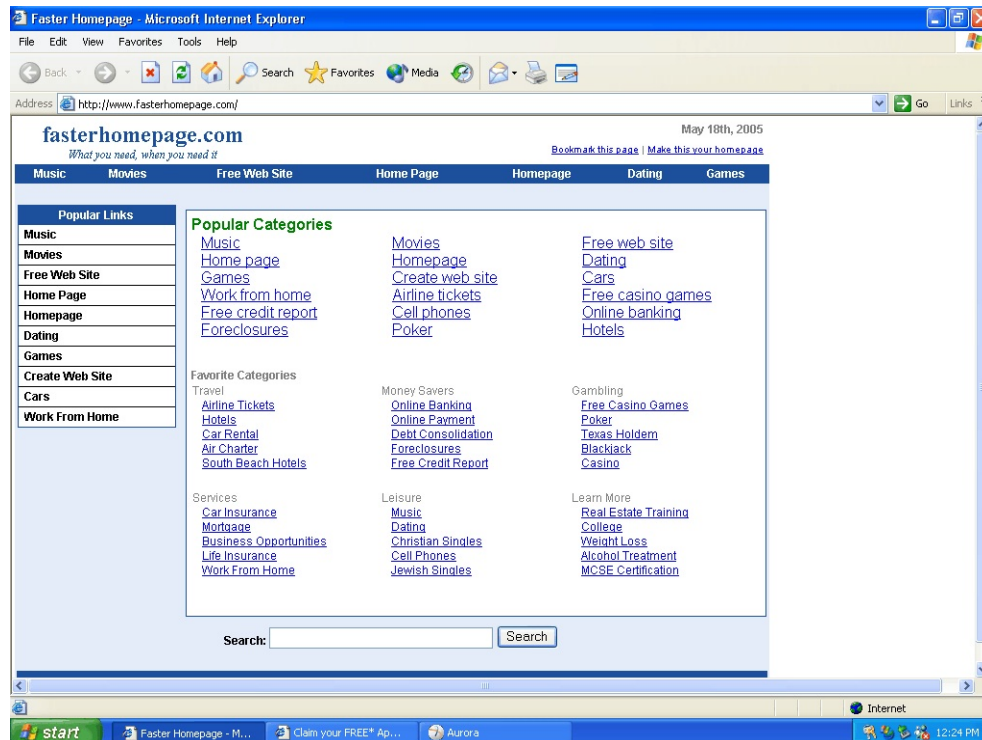 Faster Homepage - Microsoft Internet Explorer
File Edit View Favorites Tools Help
Back Search Favorites Media
Address http://www.fasterhomepage.com/ Go Links
fasterhomepage.com
May 18th, 2005
What you need, when you need it
Bookmark this page | Make this your homepage
Music Movies Free Web Site Home Page Homepage Dating Games
Popular Links
Music
Movies
Free Web Site
Home Page
Homepage
Dating
Games
Create Web Site
Cars
Work From Home
Popular Categories
Music Movies Free web site
Home page Homepage Dating
Games Create web site Cars
Work from home Airline tickets Free casino games
Free credit report Cell phones Online banking
Foreclosures Poker Hotels
Favorite Categories
Travel Money Savers Gambling
Airline Tickets Online Banking Free Casino Games
Hotels Online Payment Poker
Car Rental Debt Consolidation Texas Holdem
Air Charter Foreclosures Blackjack
South Beach Hotels Free Credit Report Casino
Services Leisure Learn More
Car Insurance Music Real Estate Training
Mortgage Dating College
Business Opportunities Christian Singles Weight Loss
Life Insurance Cell Phones Alcohol Treatment
Work From Home Jewish Singles MCSE Certification
Search: Search
Internet
start Faster Homepage - M... Claim your FREE* Ap... Aurora 12:24 PM